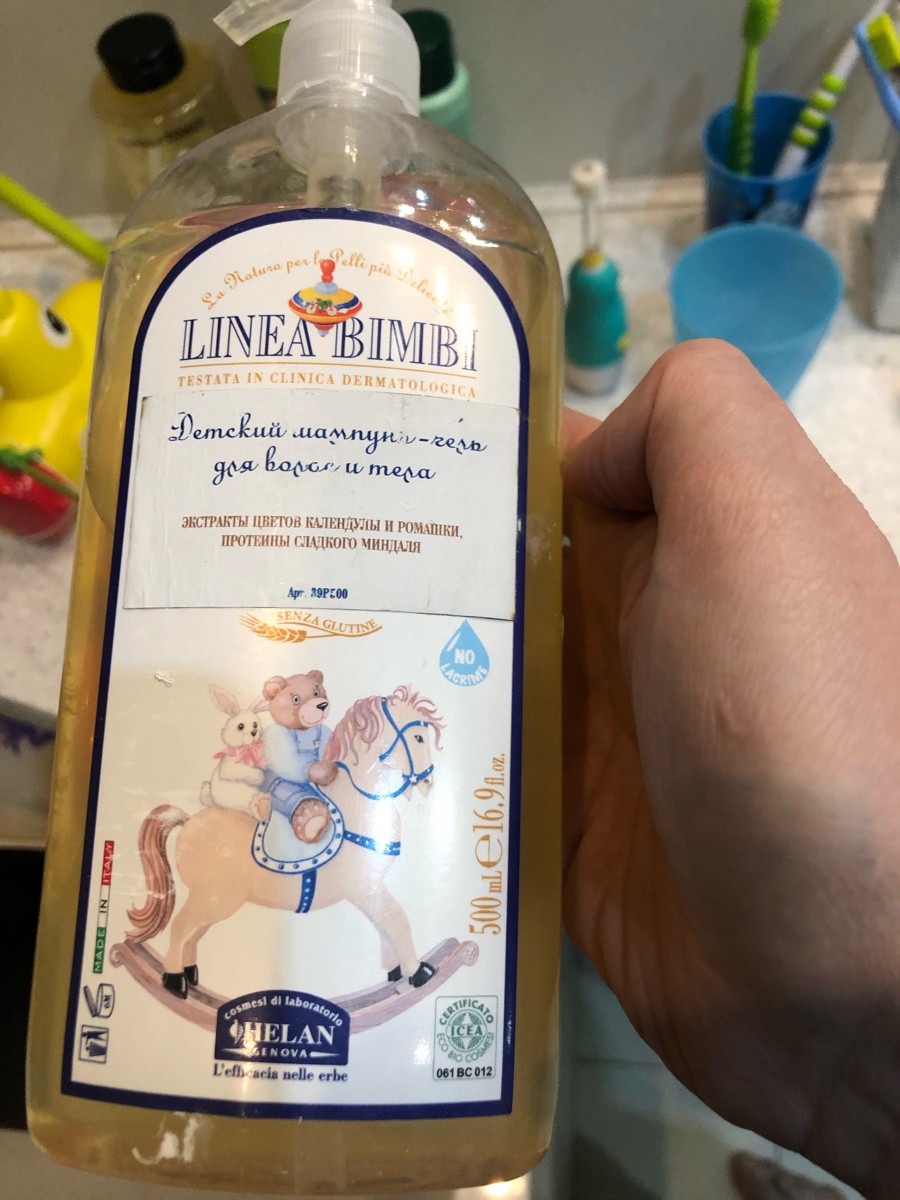 La Natura per le Pelli più Delicate
LINEA BIMBI
TESTATA IN CLINICA DERMATOLOGICA
Детский шампунь-гель
для волос и тела
ЭКСТРАКТЫ ЦВЕТОВ КАЛЕНДУЛЫ И РОМАШКИ,
ПРОТЕИНЫ СЛАДКОГО МИНДАЛЯ
Арт. 39P500
SENZA GLUTINE
NO
LACRIME
500 mL e 16.9 fl.oz.
MADE IN ITALY
6M
cosmesi di laboratorio
HELAN
GENOVA
L'efficacia nelle erbe
CERTIFICATO
ICEA
ECO BIO COSMESI
061 BC 012